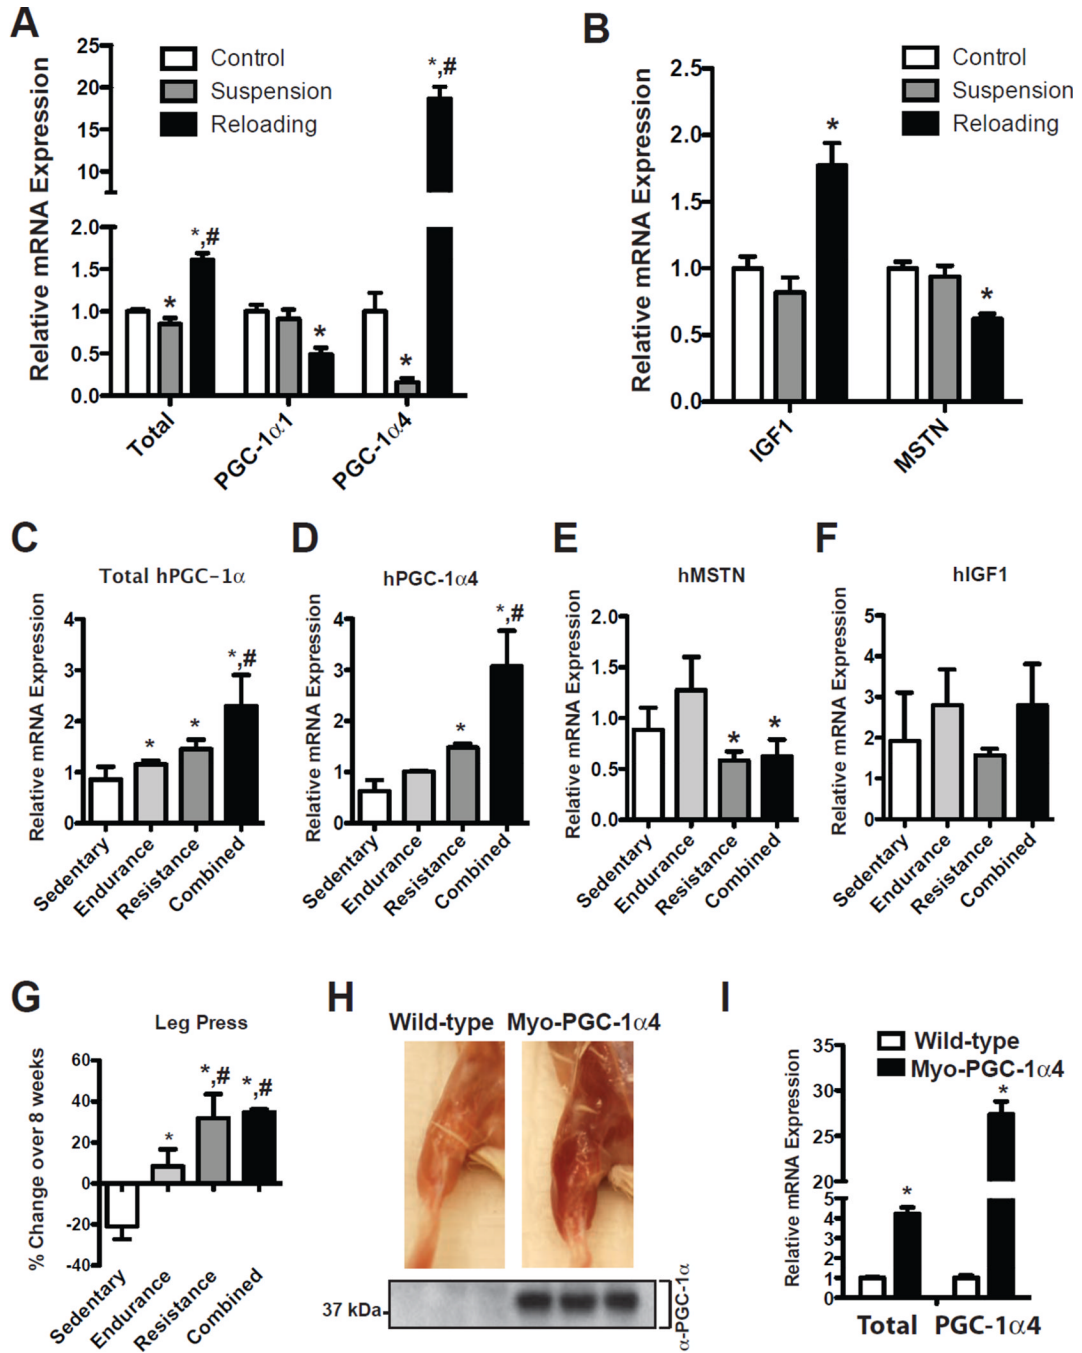 A
Relative mRNA Expression
25
20
15
10
2.0
1.5
1.0
0.5
0.0
Control
Suspension
Reloading
*
*,#
*
*
*,#
Total
PGC-1α1
PGC-1α4
B
Relative mRNA Expression
2.5
2.0
1.5
1.0
0.5
0.0
Control
Suspension
Reloading
*
*
IGF1
MSTN
C
Total hPGC-1α
Relative mRNA Expression
4
3
2
1
0
*
*
*,#
Sedentary
Endurance
Resistance
Combined
D
hPGC-1α4
Relative mRNA Expression
4
3
2
1
0
*
*,#
Sedentary
Endurance
Resistance
Combined
E
hMSTN
Relative mRNA Expression
2.0
1.5
1.0
0.5
0.0
*
*
Sedentary
Endurance
Resistance
Combined
F
hIGF1
Relative mRNA Expression
5
4
3
2
1
0
Sedentary
Endurance
Resistance
Combined
G
Leg Press
% Change over 8 weeks
60
40
20
0
-20
-40
*
*,#
*,#
Sedentary
Endurance
Resistance
Combined
H
Wild-type Myo-PGC-1α4
37 kDa
α-PGC-1α
I
Relative mRNA Expression
35
30
25
20
5
4
3
2
1
0
Wild-type
Myo-PGC-1α4
*
*
Total PGC-1α4